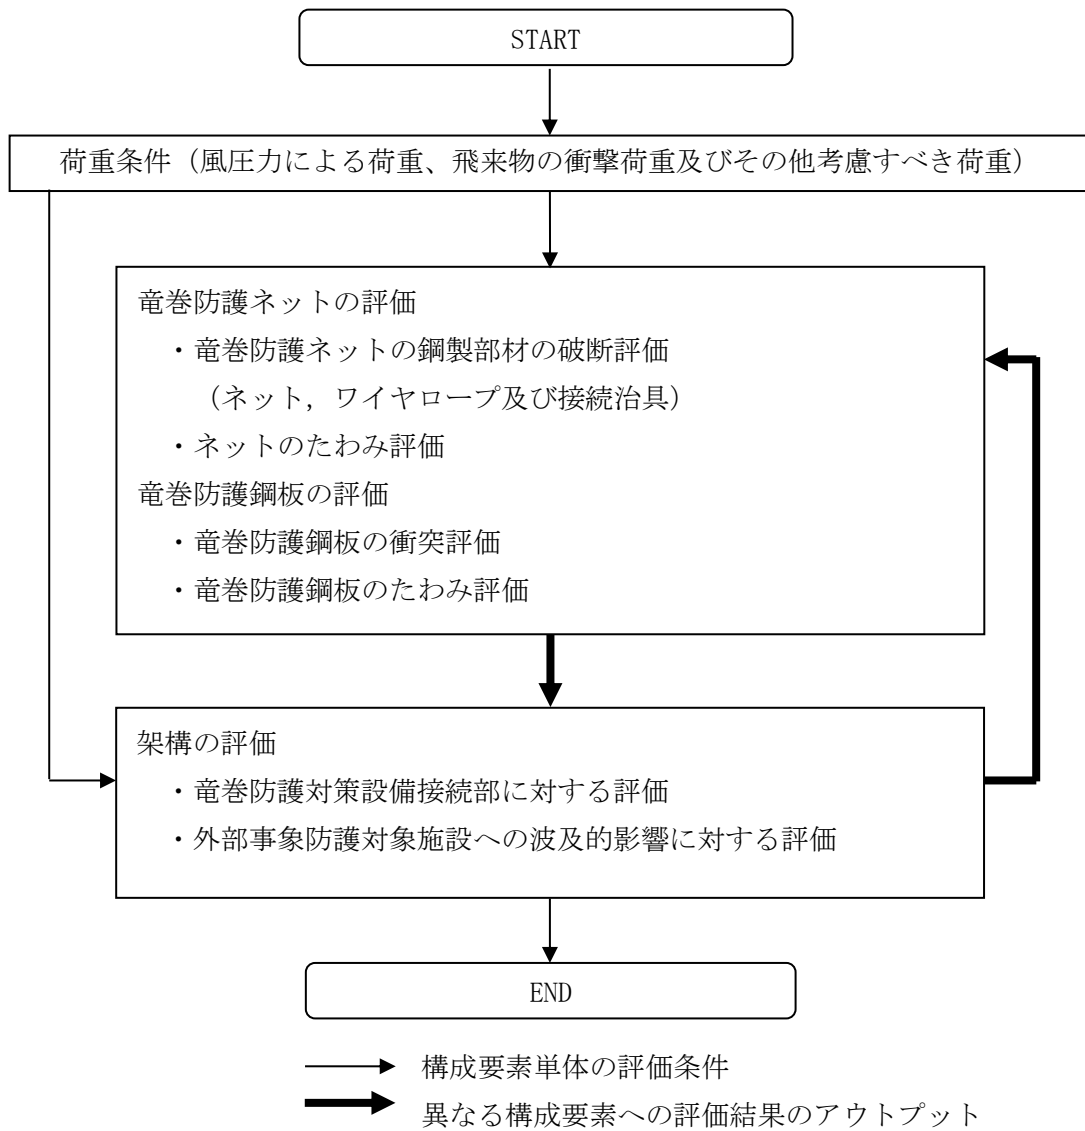 START
荷重条件（風圧力による荷重、飛来物の衝撃荷重及びその他考慮すべき荷重）
竜巻防護ネットの評価
・竜巻防護ネットの鋼製部材の破断評価
（ネット，ワイヤロープ及び接続治具）
・ネットのたわみ評価
竜巻防護鋼板の評価
・竜巻防護鋼板の衝突評価
・竜巻防護鋼板のたわみ評価
架構の評価
・竜巻防護対策設備接続部に対する評価
・外部事象防護対象施設への波及的影響に対する評価
END
構成要素単体の評価条件
異なる構成要素への評価結果のアウトプット